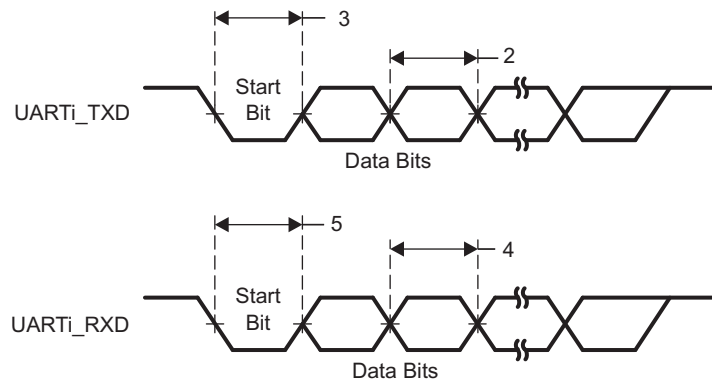 3
2
Start
Bit
UARTi_TXD
Data Bits
5
4
Start
Bit
UARTi_RXD
Data Bits